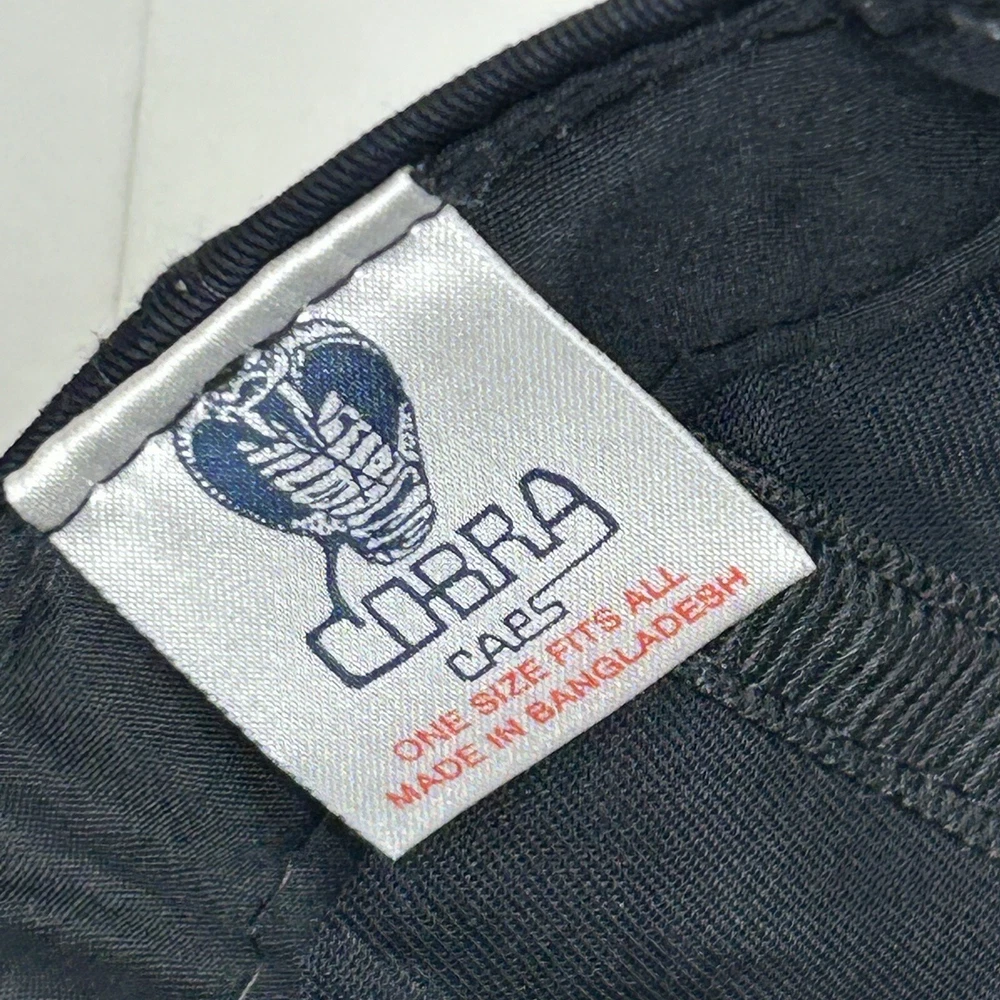 COBRA
CAPS
ONE SIZE FITS ALL
MADE IN BANGLADESH